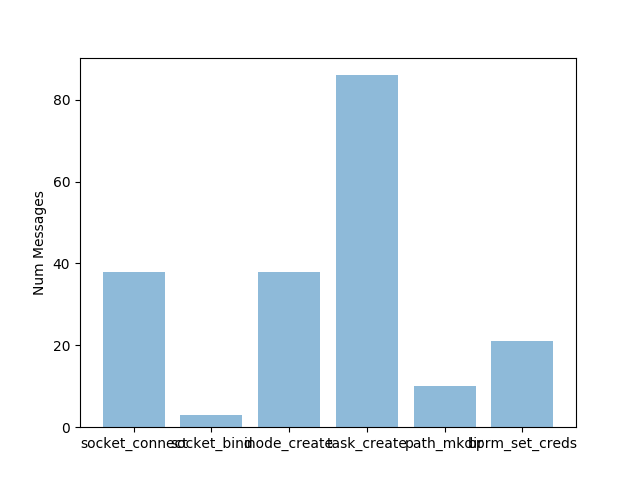 80
60
40
20
0
Num Messages
socket_connect socket_bind inode_create task_create path_mkdir bprm_set_creds